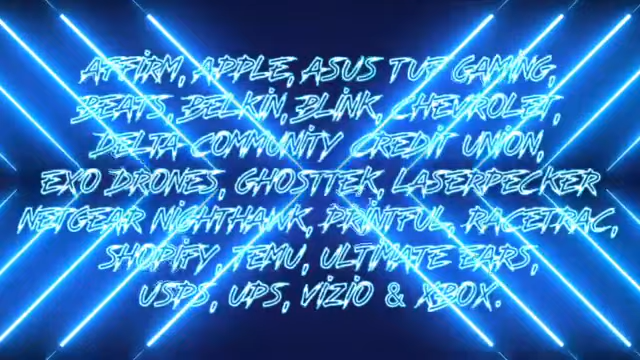 AFFIRM, APPLE, ASUS TUF GAMING,
BEATS, BELKIN, BLINK, CHEVROLET,
DELTA COMMUNITY CREDIT UNION,
EXO DRONES, GHOSTTEK, LASERPECKER
NETGEAR NIGHTHAWK, PRINTFUL, RACETRAC,
SHOPIFY, TEMU, ULTIMATE EARS,
USPS, UPS, VIZIO & XBOX.